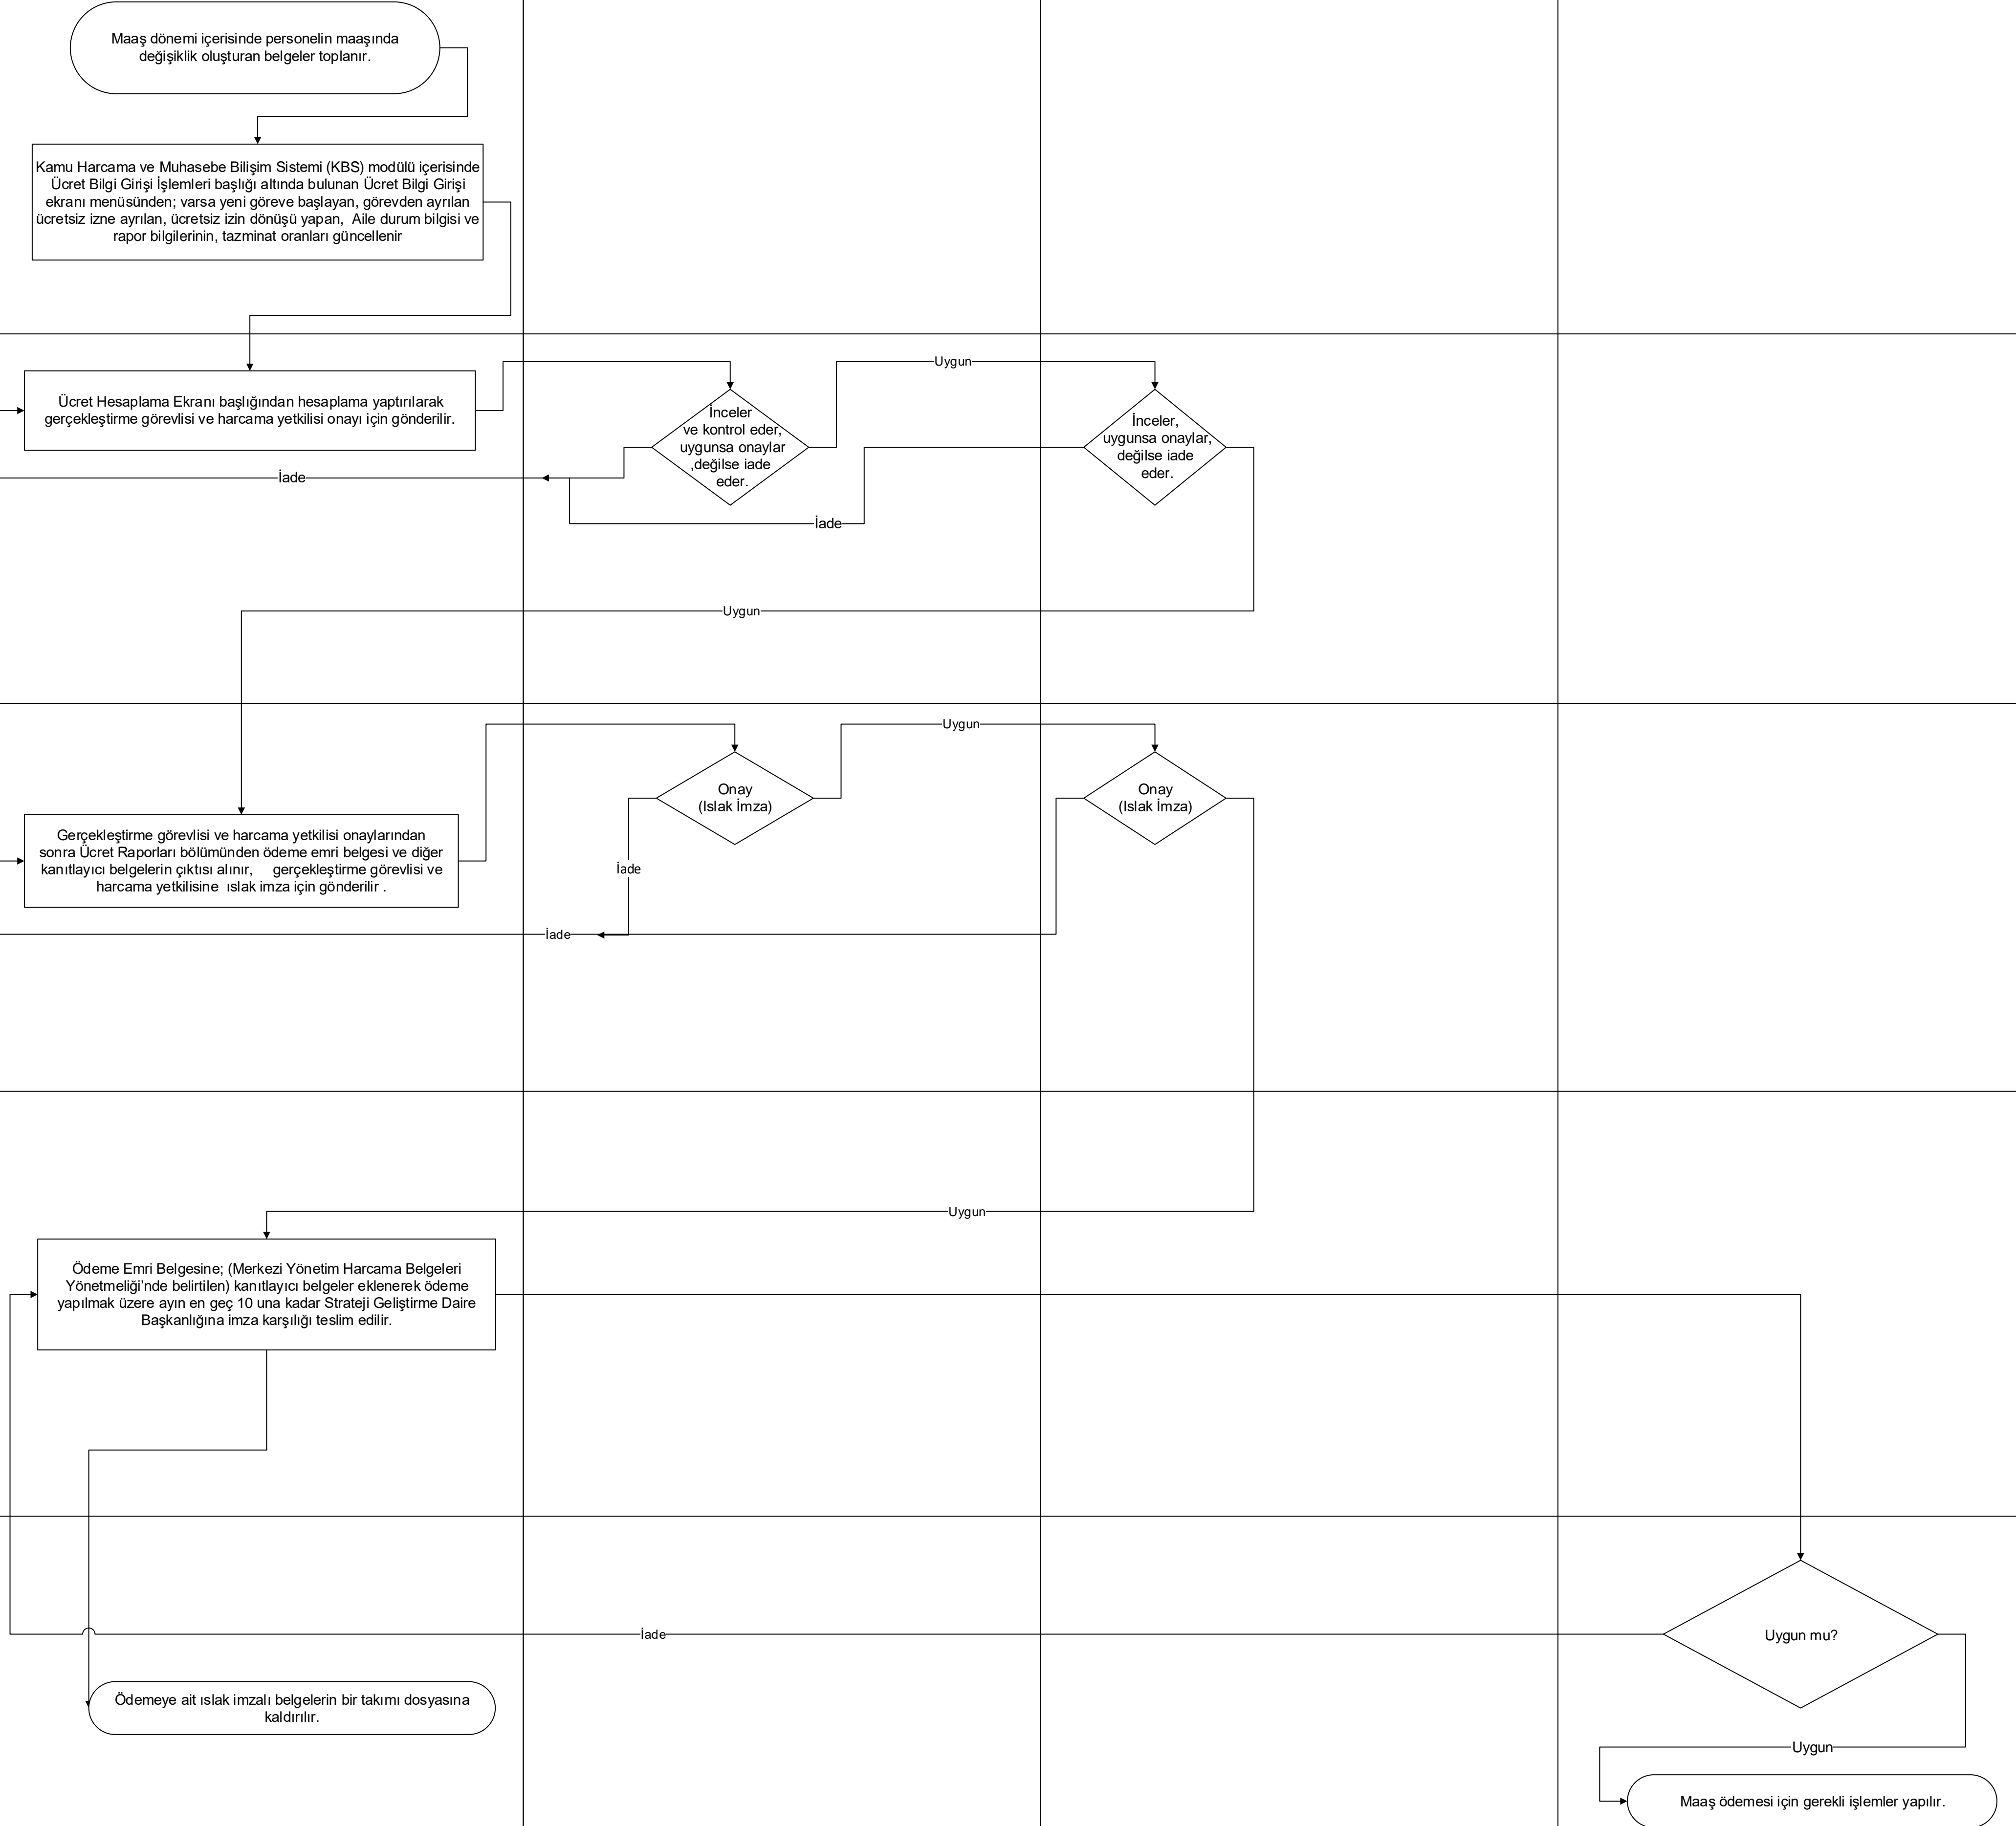 Maaş dönemi içerisinde personelin maaşında
değişiklik oluşturan belgeler toplanır.
Kamu Harcama ve Muhasebe Bilişim Sistemi (KBS) modülü içerisinde
Ücret Bilgi Girişi İşlemleri başlığı altında bulunan Ücret Bilgi Girişi
ekranı menüsünden; varsa yeni göreve başlayan, görevden ayrılan
ücretsiz izne ayrılan, ücretsiz izin dönüşü yapan, Aile durum bilgisi ve
rapor bilgilerinin, tazminat oranları güncellenir
Uygun
Ücret Hesaplama Ekranı başlığından hesaplama yaptırılarak
gerçekleştirme görevlisi ve harcama yetkilisi onayı için gönderilir.
İnceler
ve kontrol eder,
uygunsa onaylar
,değilse iade
eder.
İnceler,
uygunsa onaylar,
değilse iade
eder.
İade
İade
Uygun
Uygun
Onay
(Islak İmza)
Onay
(Islak İmza)
Gerçekleştirme görevlisi ve harcama yetkilisi onaylarından
sonra Ücret Raporları bölümünden ödeme emri belgesi ve diğer
kanıtlayıcı belgelerin çıktısı alınır, gerçekleştirme görevlisi ve
harcama yetkilisine ıslak imza için gönderilir .
İade
İade
Uygun
Ödeme Emri Belgesine; (Merkezi Yönetim Harcama Belgeleri
Yönetmeliği’nde belirtilen) kanıtlayıcı belgeler eklenerek ödeme
yapılmak üzere ayın en geç 10 una kadar Strateji Geliştirme Daire
Başkanlığına imza karşılığı teslim edilir.
İade
Uygun mu?
Ödemeye ait ıslak imzalı belgelerin bir takımı dosyasına
kaldırılır.
Uygun
Maaş ödemesi için gerekli işlemler yapılır.